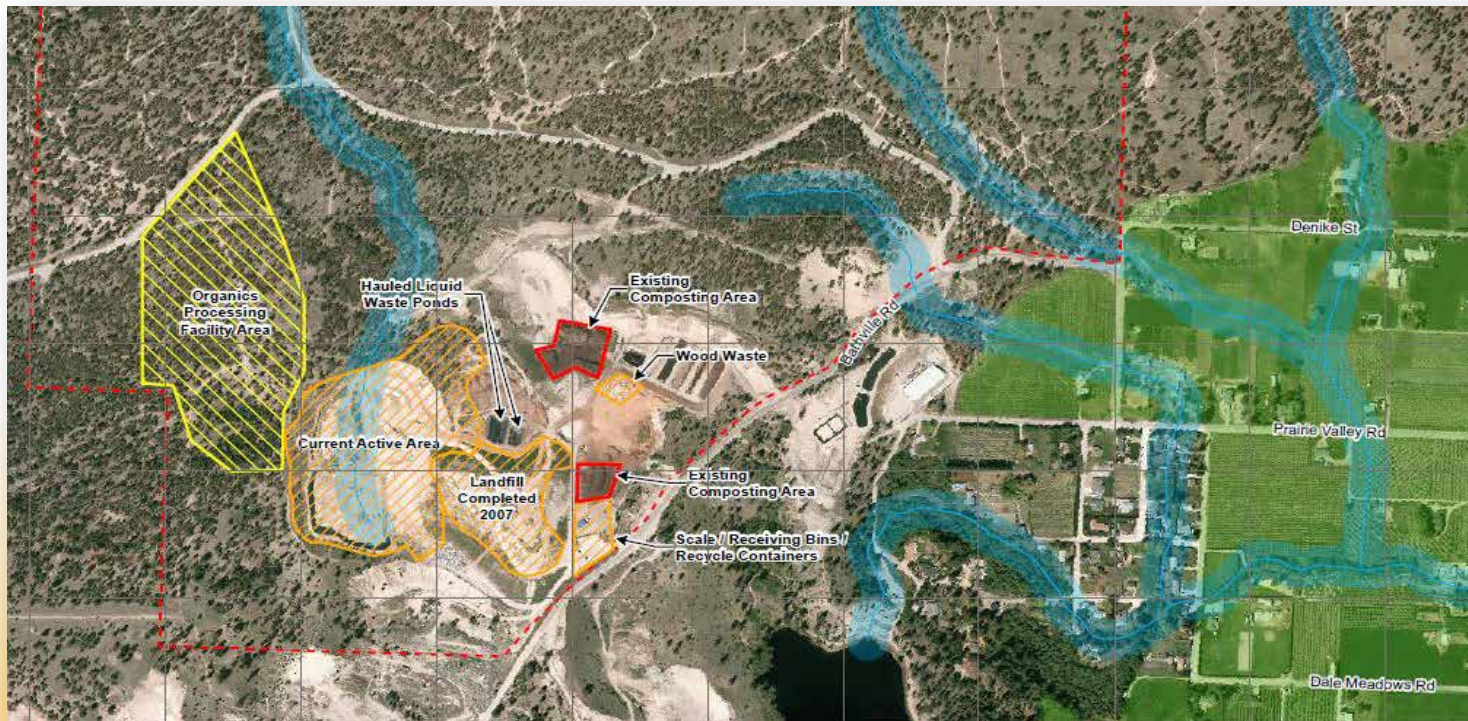 Denike St
Hauled Liquid
Waste Ponds
Existing
Composting Area
Organics
Processing
Facility Area
Bathville Rd
Wood Waste
Current Active Area
Prairie Valley Rd
Landfill
Completed
2007
Existing
Composting Area
Scale / Receiving Bins /
Recycle Containers
Dale Meadows Rd